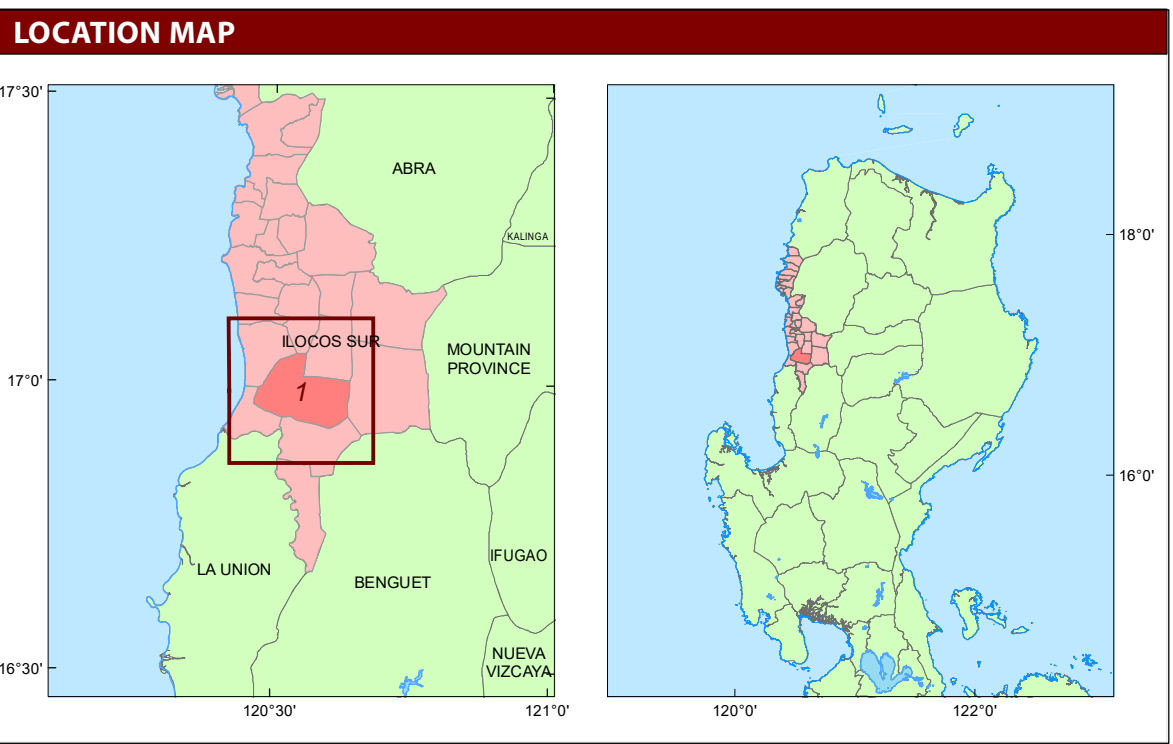 LOCATION MAP
17°30'
ABRA
KALINGA
ILOCOS SUR
MOUNTAIN
PROVINCE
17°0'
1
IFUGAO
LA UNION
BENGUET
NUEVA
VIZCAYA
16°30'
120°30'
121°0'
18°0'
16°0'
120°0'
122°0'